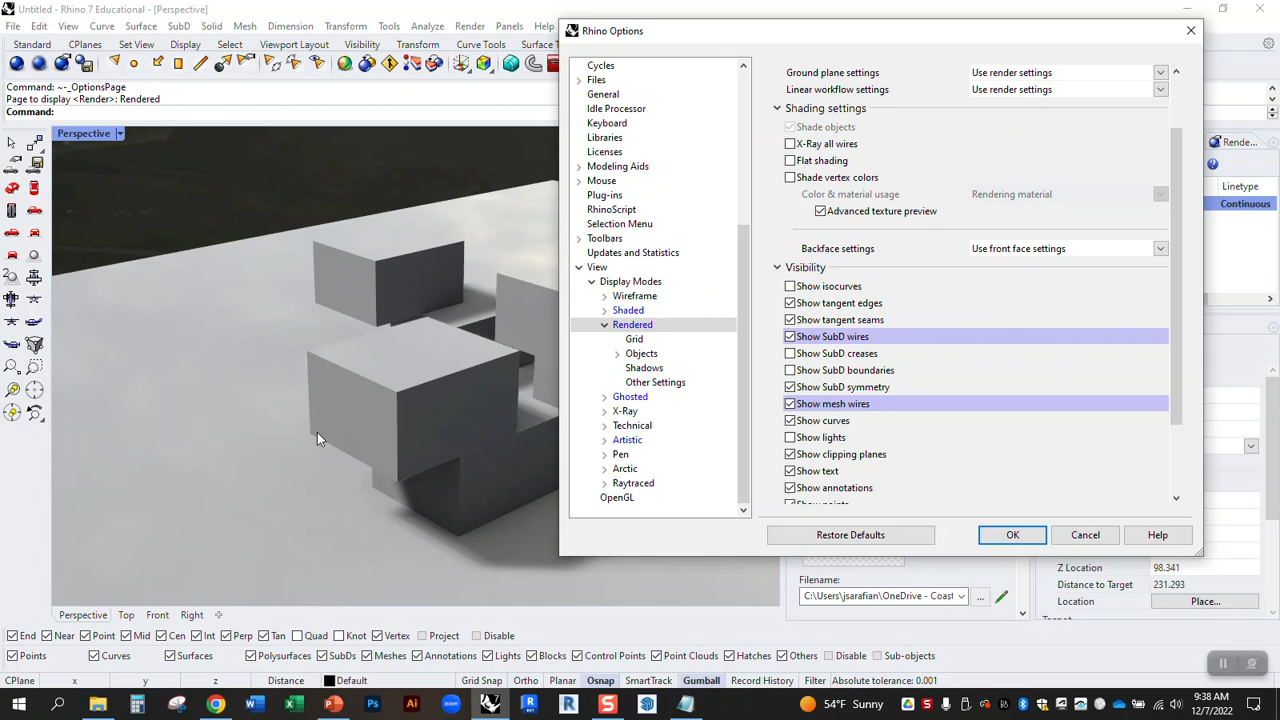 Untitled - Rhino 7 Educational - [Perspective]
File Edit View Curve Surface SubD Solid Mesh Dimension Transform Tools Analyze Render Panels
Standard CPlanes Set View Display Select Viewport Layout Visibility Transform Curve Tools Surface T
Command: ~-_OptionsPage
Page to display <Render>: Rendered
Command:
Perspective
Rhino Options
Cycles
Files
General
Idle Processor
Keyboard
Libraries
Licenses
Modeling Aids
Mouse
Plug-ins
RhinoScript
Selection Menu
Toolbars
Updates and Statistics
View
Display Modes
Wireframe
Shaded
Rendered
Grid
Objects
Shadows
Other Settings
Ghosted
X-Ray
Technical
Artistic
Pen
Arctic
Raytraced
OpenGL
Ground plane settings Use render settings
Linear workflow settings Use render settings
Shading settings
Shade objects
X-Ray all wires
Flat shading
Shade vertex colors
Color & material usage Rendering material
Advanced texture preview
Backface settings Use front face settings
Visibility
Show isocurves
Show tangent edges
Show tangent seams
Show SubD wires
Show SubD creases
Show SubD boundaries
Show SubD symmetry
Show mesh wires
Show curves
Show lights
Show clipping planes
Show text
Show annotations
Restore Defaults OK Cancel Help
Rende...
Linetype
Continuous
Filename:
C:\Users\jsarafian\OneDrive - Coast ...
Z Location 98.341
Distance to Target 231.293
Location Place...
Perspective Top Front Right
End Near Point Mid Cen Int Perp Tan Quad Knot Vertex Project Disable
Points Curves Surfaces Polysurfaces SubDs Meshes Annotations Lights Blocks Control Points Point Clouds Hatches Others Disable Sub-objects
CPlane x y z Distance Default Grid Snap Ortho Planar Osnap SmartTrack Gumball Record History Filter Absolute tolerance: 0.001
54°F Sunny
9:38 AM
12/7/2022